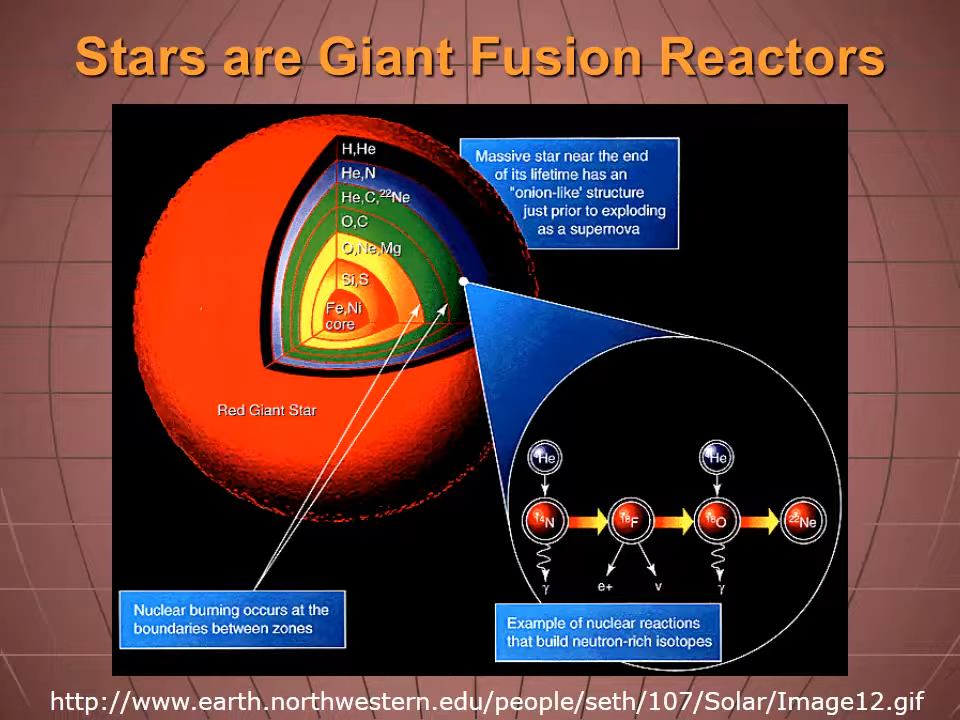 Stars are Giant Fusion Reactors
H,He
He,N
He,C,²²Ne
O,C
O,Ne,Mg
Si,S
Fe,Ni
core
Massive star near the end
of its lifetime has an
"onion-like' structure
just prior to exploding
as a supernova
Red Giant Star
⁴He
⁴He
¹⁴N
¹⁸F
¹⁸O
²²Ne
γ
e+
ν
γ
Nuclear burning occurs at the
boundaries between zones
Example of nuclear reactions
that build neutron-rich isotopes
http://www.earth.northwestern.edu/people/seth/107/Solar/Image12.gif